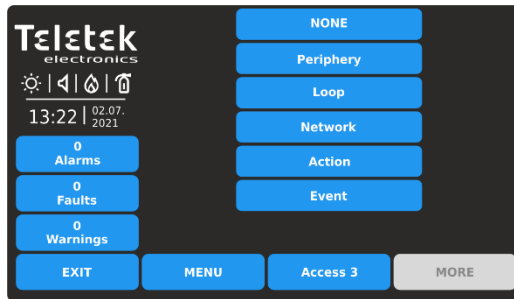 Teletek
electronics
13:22 | 02.07.
2021
0
Alarms
0
Faults
0
Warnings
NONE
Periphery
Loop
Network
Action
Event
EXIT
MENU
Access 3
MORE